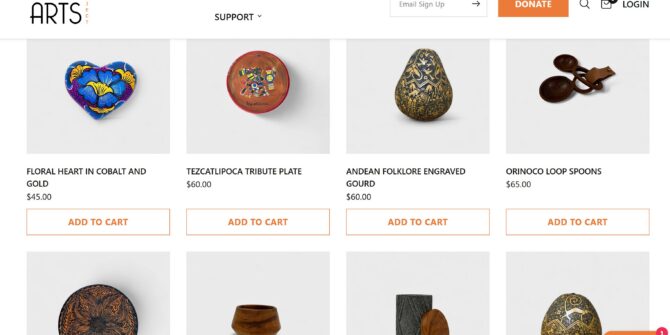 ARTS
SUPPORT
Email Sign Up
DONATE
LOGIN
FLORAL HEART IN COBALT AND
GOLD
$45.00
ADD TO CART
TEZCATLIPOCA TRIBUTE PLATE
$60.00
ADD TO CART
ANDEAN FOLKLORE ENGRAVED
GOURD
$60.00
ADD TO CART
ORINOCO LOOP SPOONS
$65.00
ADD TO CART
1